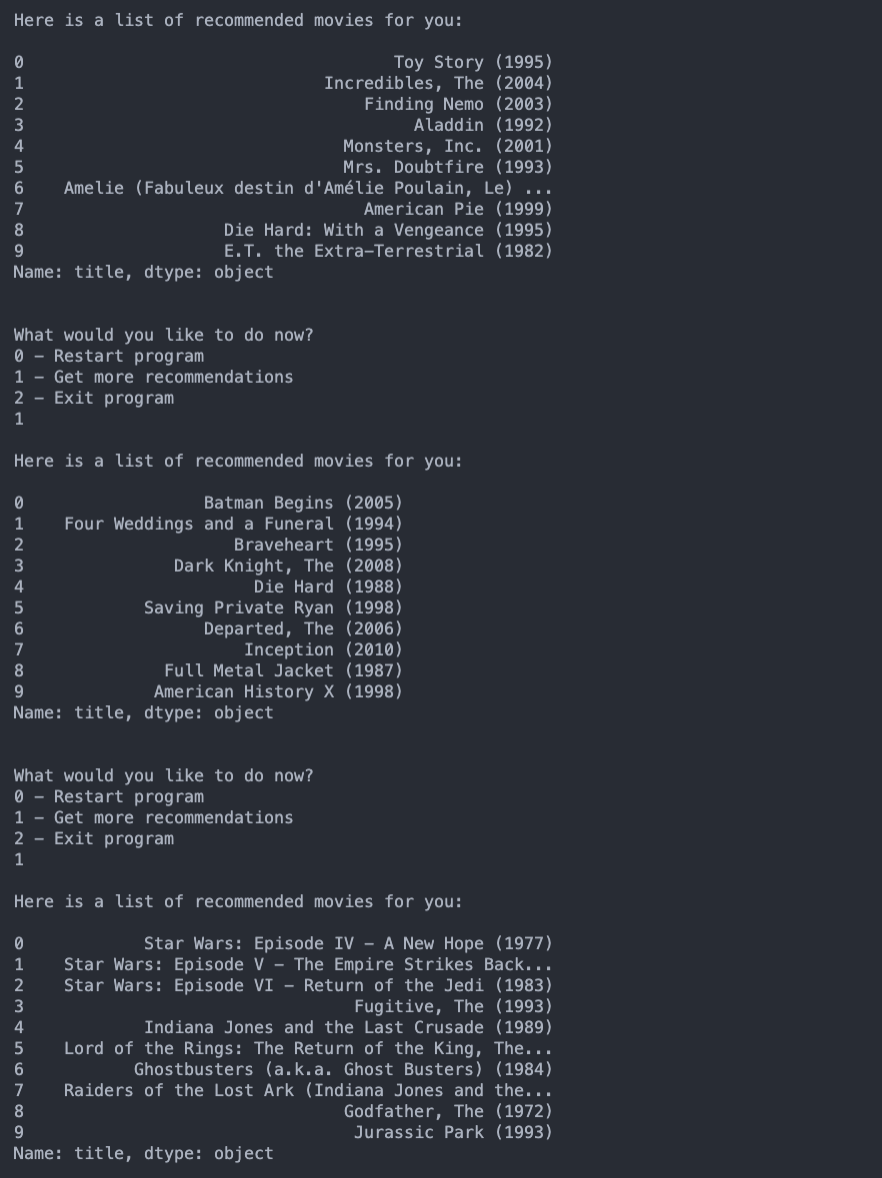 Here is a list of recommended movies for you:
0 Toy Story (1995)
1 Incredibles, The (2004)
2 Finding Nemo (2003)
3 Aladdin (1992)
4 Monsters, Inc. (2001)
5 Mrs. Doubtfire (1993)
6 Amelie (Fabuleux destin d'Amélie Poulain, Le) ...
7 American Pie (1999)
8 Die Hard: With a Vengeance (1995)
9 E.T. the Extra-Terrestrial (1982)
Name: title, dtype: object
What would you like to do now?
0 - Restart program
1 - Get more recommendations
2 - Exit program
1
Here is a list of recommended movies for you:
0 Batman Begins (2005)
1 Four Weddings and a Funeral (1994)
2 Braveheart (1995)
3 Dark Knight, The (2008)
4 Die Hard (1988)
5 Saving Private Ryan (1998)
6 Departed, The (2006)
7 Inception (2010)
8 Full Metal Jacket (1987)
9 American History X (1998)
Name: title, dtype: object
What would you like to do now?
0 - Restart program
1 - Get more recommendations
2 - Exit program
1
Here is a list of recommended movies for you:
0 Star Wars: Episode IV - A New Hope (1977)
1 Star Wars: Episode V - The Empire Strikes Back...
2 Star Wars: Episode VI - Return of the Jedi (1983)
3 Fugitive, The (1993)
4 Indiana Jones and the Last Crusade (1989)
5 Lord of the Rings: The Return of the King, The...
6 Ghostbusters (a.k.a. Ghost Busters) (1984)
7 Raiders of the Lost Ark (Indiana Jones and the...
8 Godfather, The (1972)
9 Jurassic Park (1993)
Name: title, dtype: object